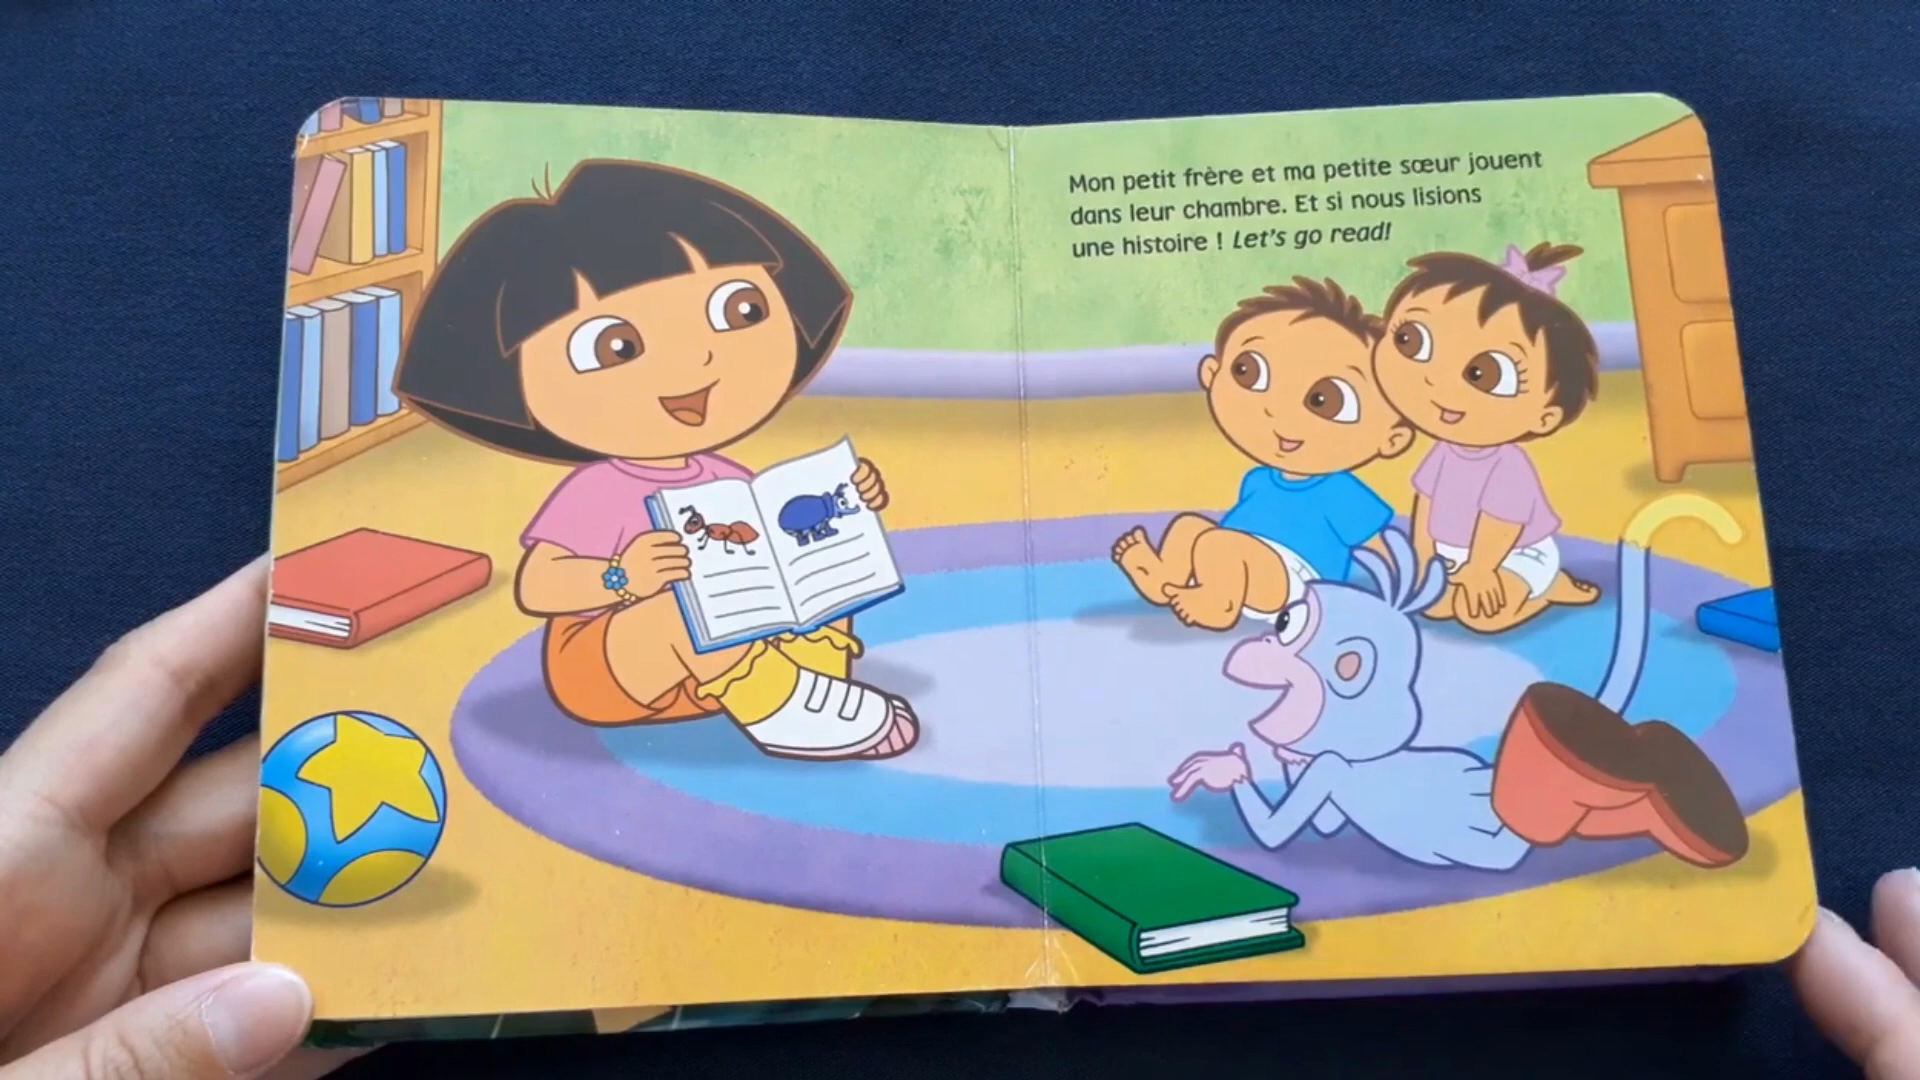 Mon petit frère et ma petite sœur jouent
dans leur chambre. Et si nous lisions
une histoire ! Let's go read!